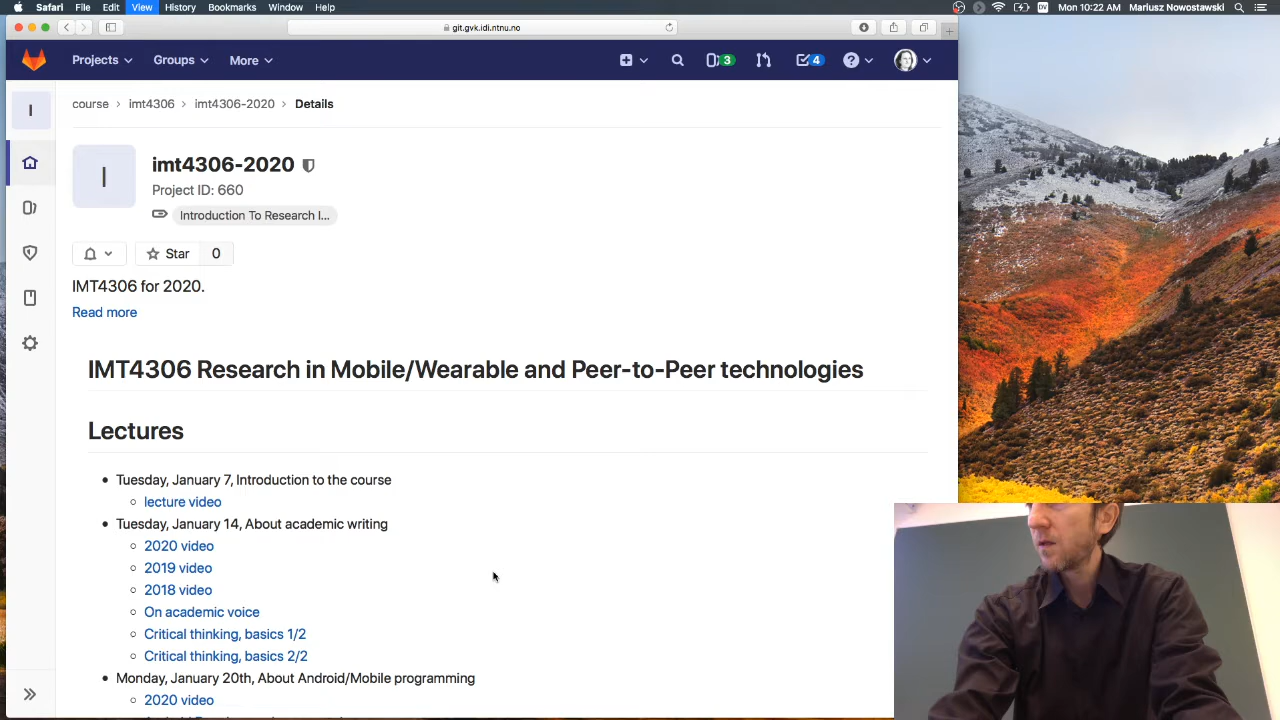 Safari File Edit View History Bookmarks Window Help DV Mon 10:22 AM Mariusz Nowostawski
git.gvk.idi.ntnu.no
Projects Groups More 3 4
course › imt4306 › imt4306-2020 › Details
I
I
imt4306-2020
Project ID: 660
Introduction To Research I...
Star 0
IMT4306 for 2020.
Read more
IMT4306 Research in Mobile/Wearable and Peer-to-Peer technologies
Lectures
• Tuesday, January 7, Introduction to the course
◦ lecture video
• Tuesday, January 14, About academic writing
◦ 2020 video
◦ 2019 video
◦ 2018 video
◦ On academic voice
◦ Critical thinking, basics 1/2
◦ Critical thinking, basics 2/2
• Monday, January 20th, About Android/Mobile programming
◦ 2020 video